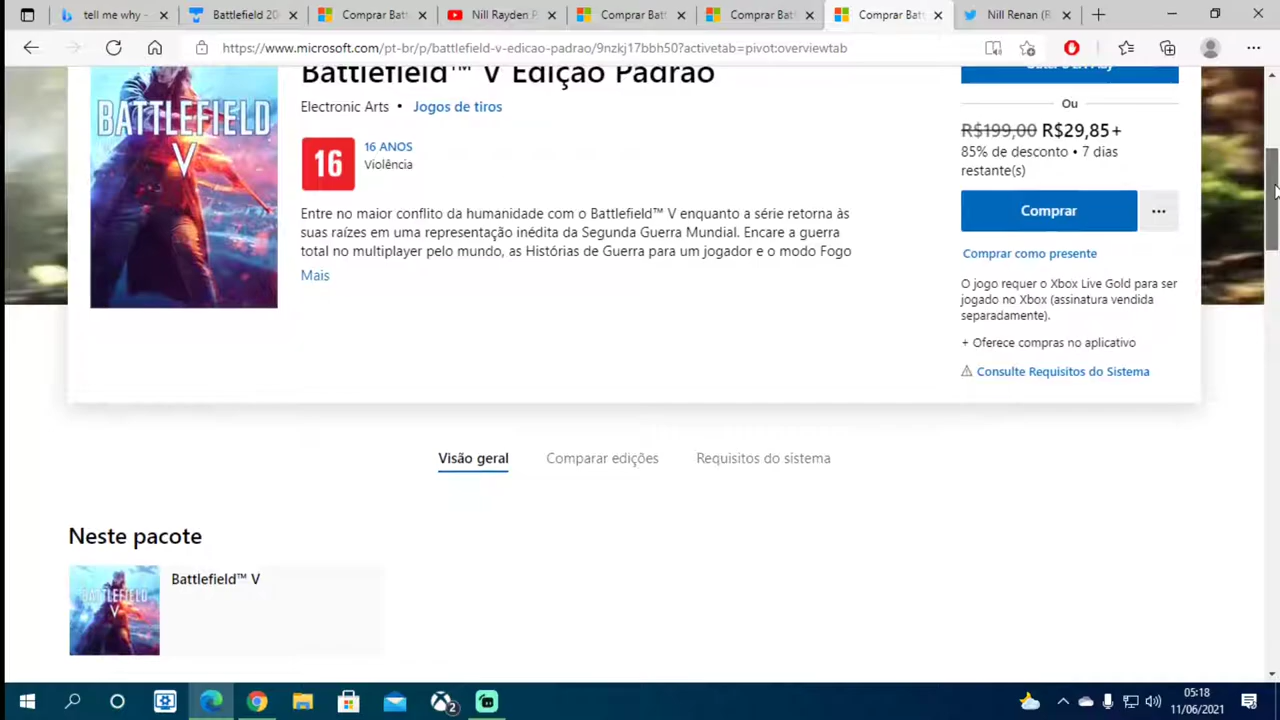 tell me why -
Battlefield 20
Comprar Bat
Nill Rayden P
Comprar Bat
Comprar Bat
Comprar Bat
Nill Renan (R
https://www.microsoft.com/pt-br/p/battlefield-v-edicao-padrao/9nzkj17bbh50?activetab=pivot:overviewtab
BATTLEFIELD
V
Battlefield™ V Edição Padrão
Electronic Arts • Jogos de tiros
16
16 ANOS
Violência
Entre no maior conflito da humanidade com o Battlefield™ V enquanto a série retorna às
suas raízes em uma representação inédita da Segunda Guerra Mundial. Encare a guerra
total no multiplayer pelo mundo, as Histórias de Guerra para um jogador e o modo Fogo
Mais
Ou
R$199,00 R$29,85+
85% de desconto • 7 dias
restante(s)
Comprar
Comprar como presente
O jogo requer o Xbox Live Gold para ser
jogado no Xbox (assinatura vendida
separadamente).
+ Oferece compras no aplicativo
Consulte Requisitos do Sistema
Visão geral
Comparar edições
Requisitos do sistema
Neste pacote
BATTLEFIELD
V
Battlefield™ V
2
05:18
11/06/2021